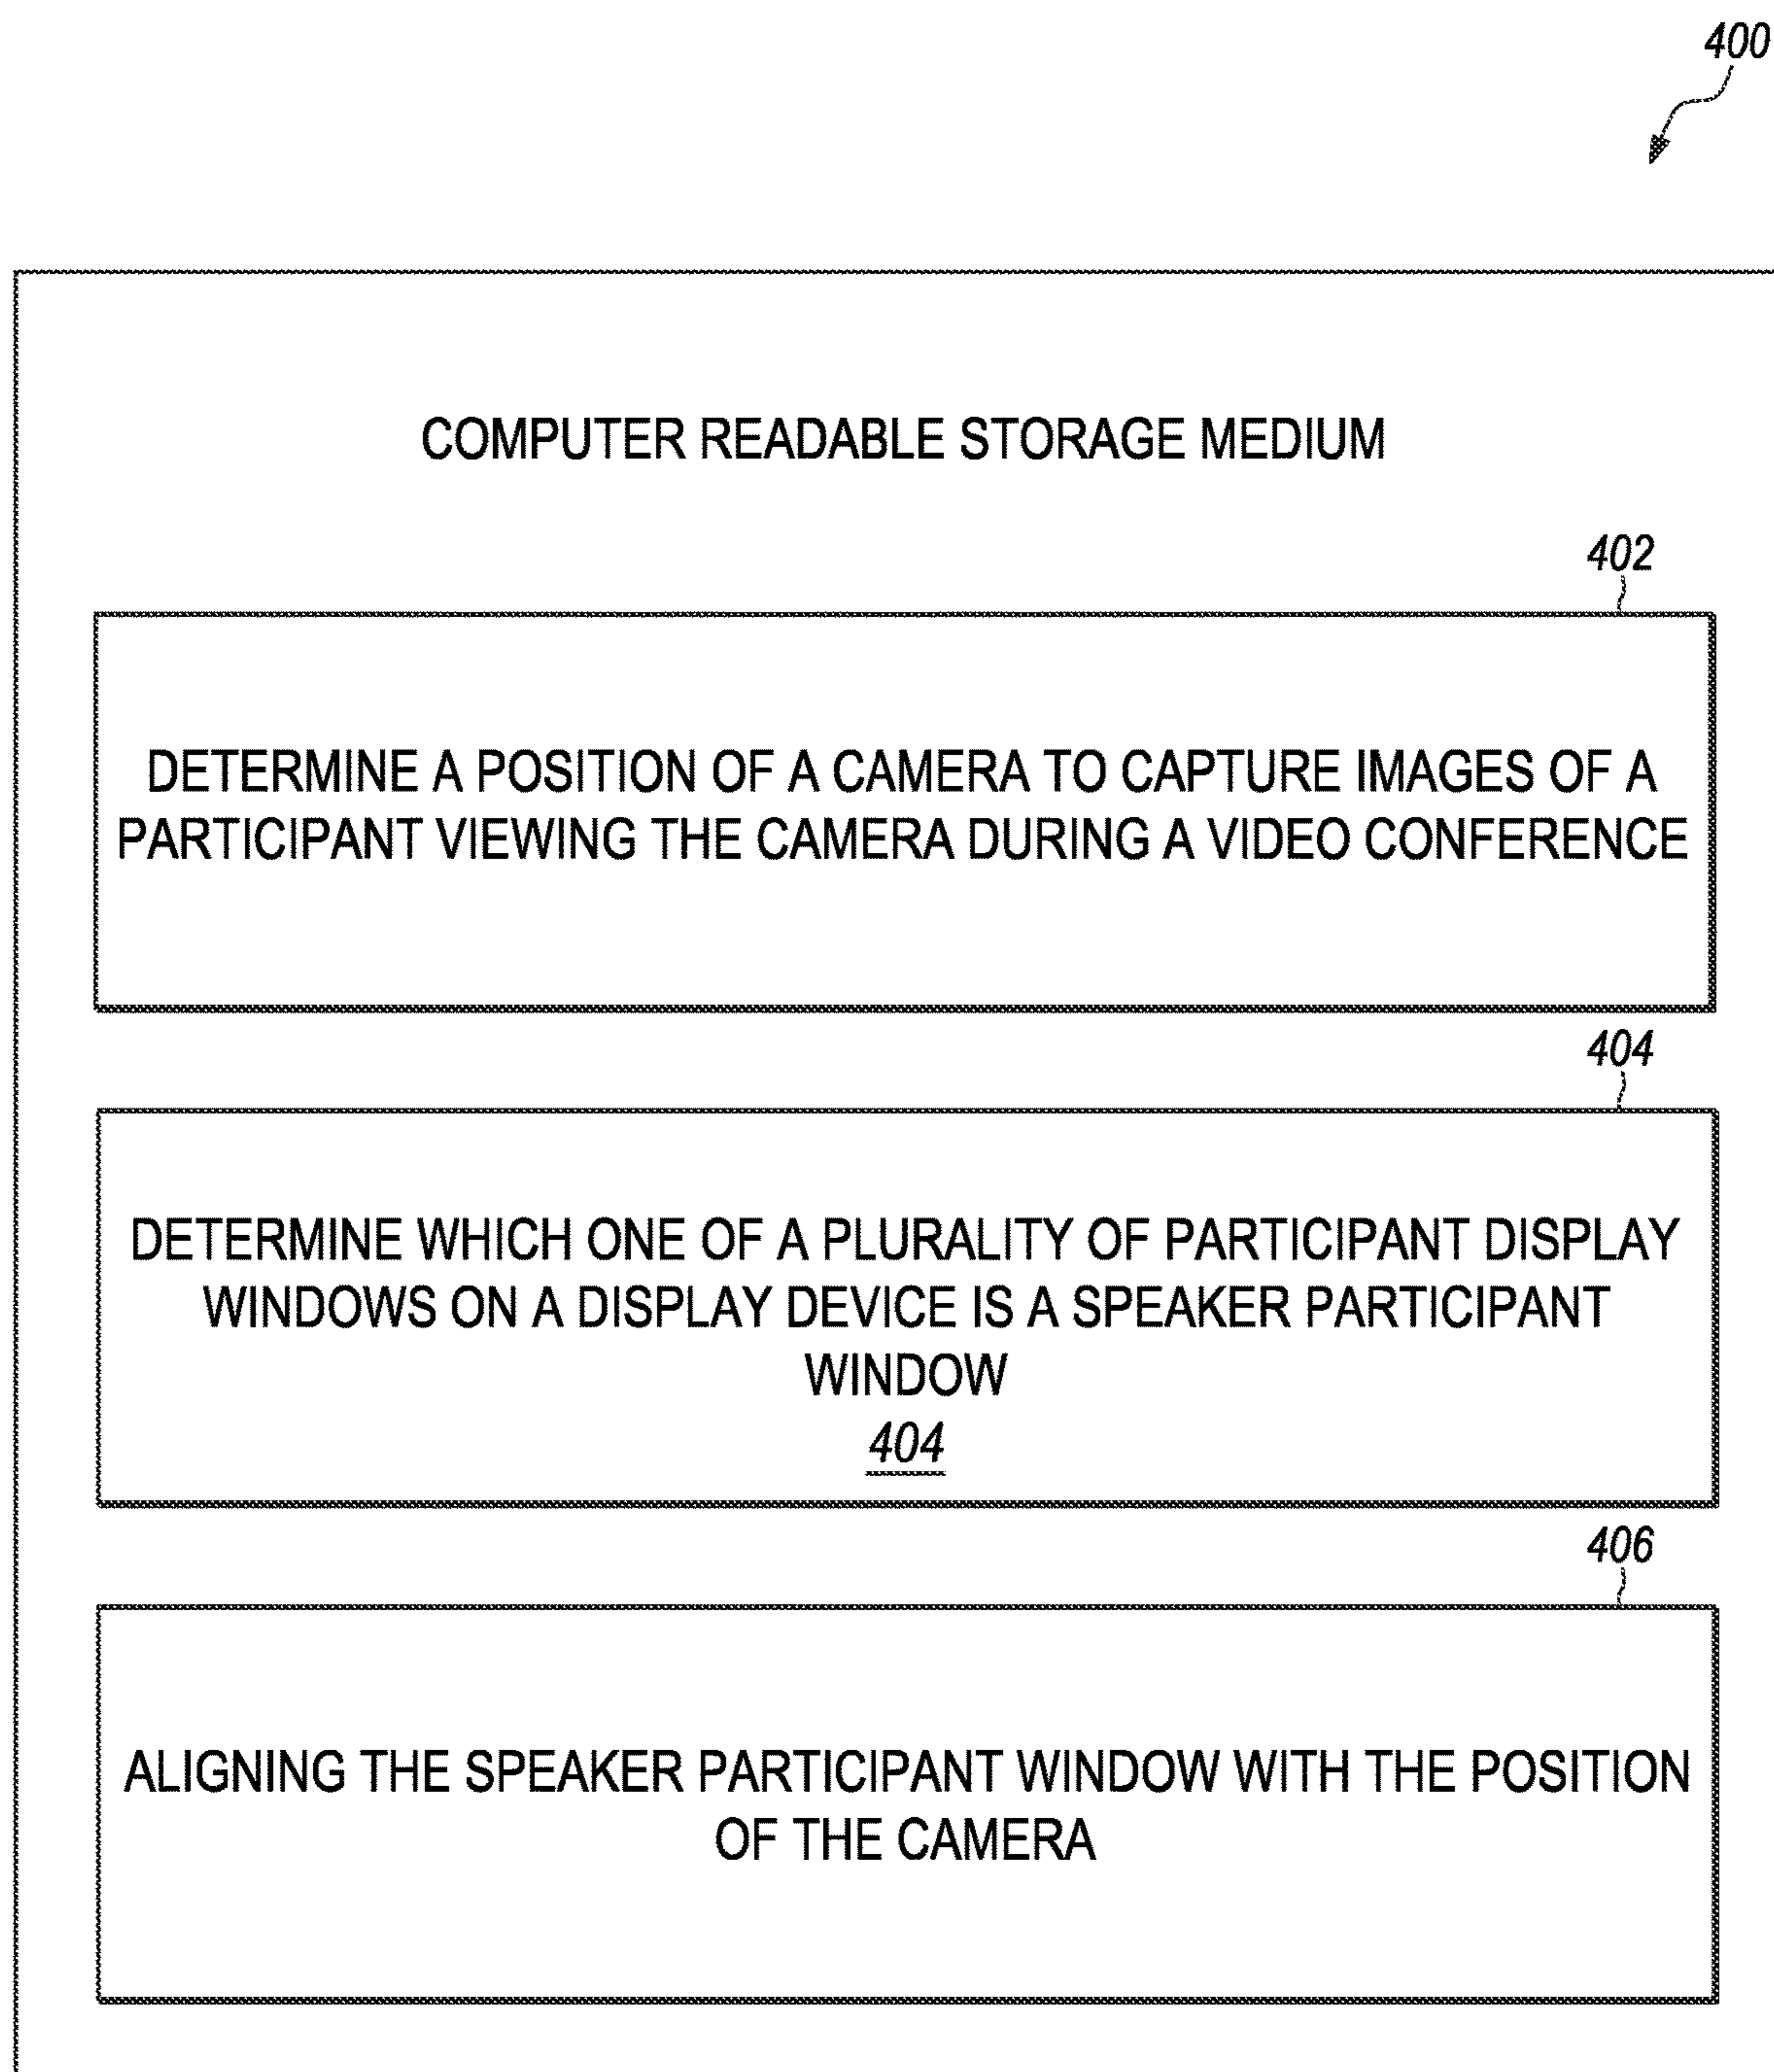 400
COMPUTER READABLE STORAGE MEDIUM
402
DETERMINE A POSITION OF A CAMERA TO CAPTURE IMAGES OF A
PARTICIPANT VIEWING THE CAMERA DURING A VIDEO CONFERENCE
404
DETERMINE WHICH ONE OF A PLURALITY OF PARTICIPANT DISPLAY
WINDOWS ON A DISPLAY DEVICE IS A SPEAKER PARTICIPANT
WINDOW
404
406
ALIGNING THE SPEAKER PARTICIPANT WINDOW WITH THE POSITION
OF THE CAMERA